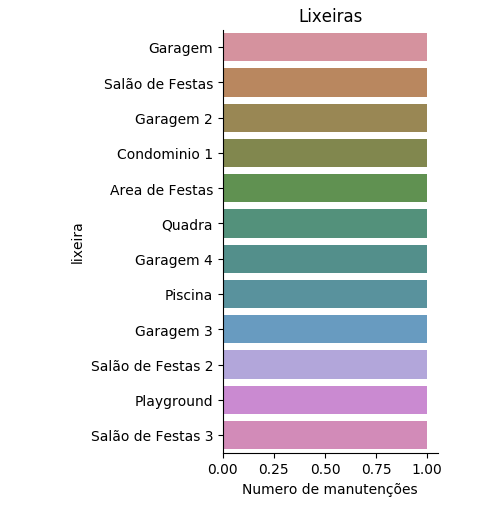 Lixeiras
Garagem
Salão de Festas
Garagem 2
Condominio 1
Area de Festas
Quadra
Garagem 4
Piscina
Garagem 3
Salão de Festas 2
Playground
Salão de Festas 3
lixeira
0.00 0.25 0.50 0.75 1.00
Numero de manutenções